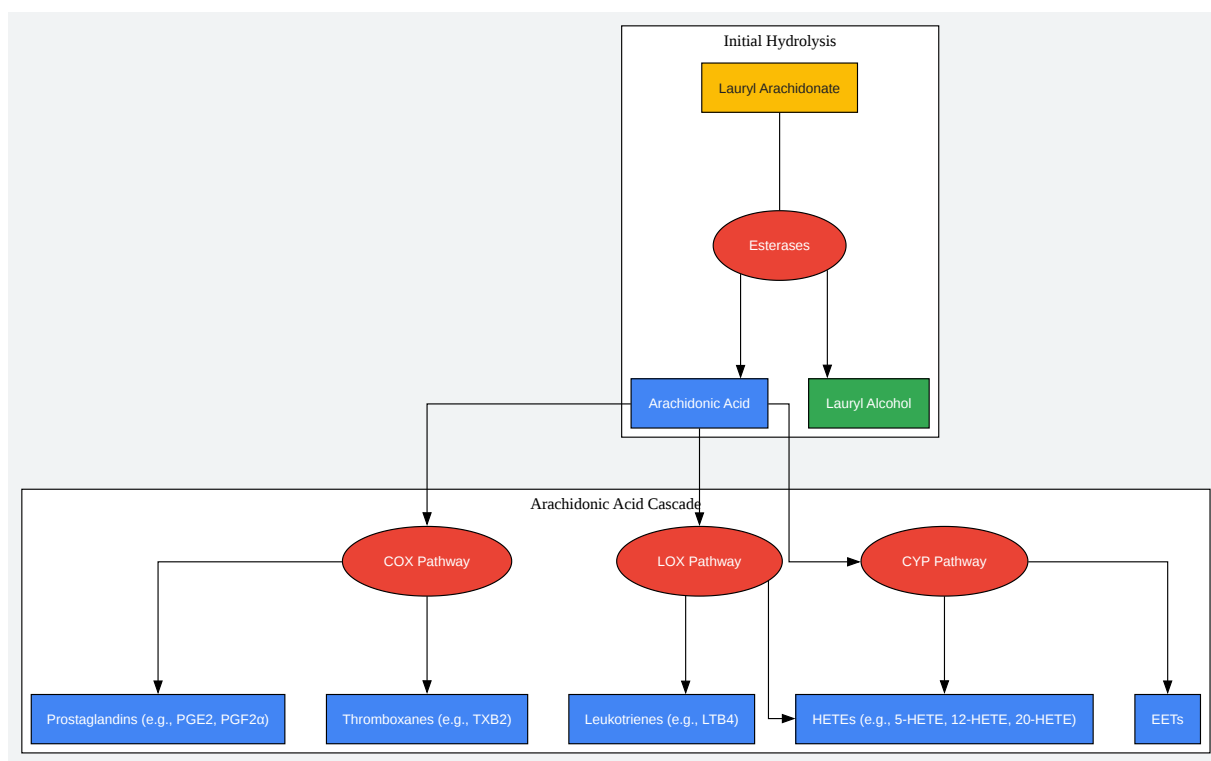 Initial Hydrolysis
Lauryl Arachidonate
Esterases
Arachidonic Acid
Lauryl Alcohol
Arachidonic Acid Cascade
COX Pathway
LOX Pathway
CYP Pathway
Prostaglandins (e.g., PGE2, PGF2α)
Thromboxanes (e.g., TXB2)
Leukotrienes (e.g., LTB4)
HETEs (e.g., 5-HETE, 12-HETE, 20-HETE)
EETs